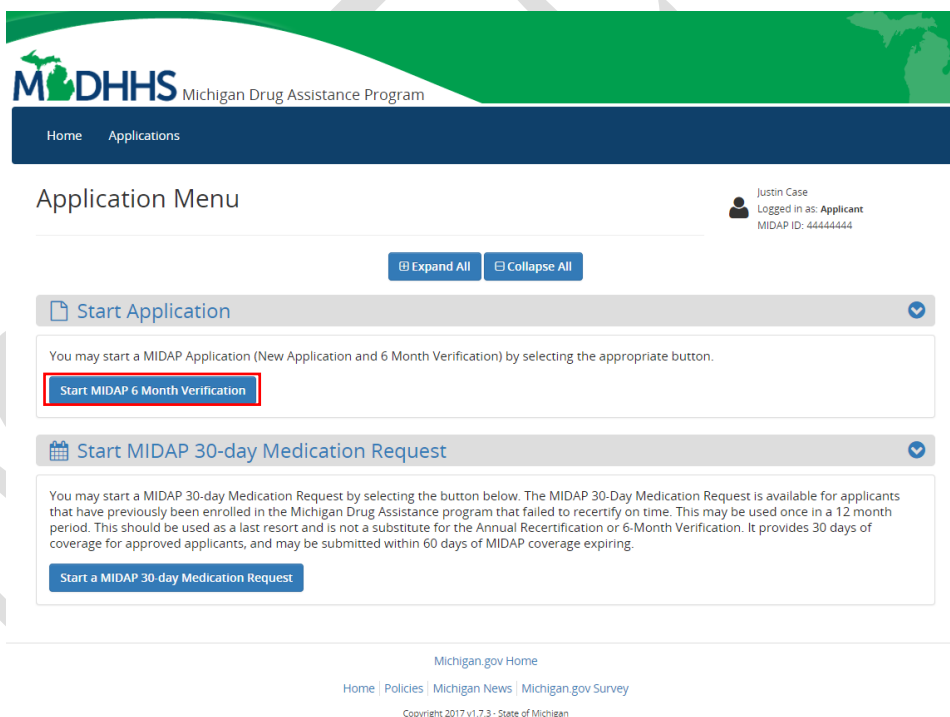 MDHHS Michigan Drug Assistance Program
Home Applications
Application Menu
Justin Case
Logged in as: Applicant
MIDAP ID: 44444444
Expand All Collapse All
Start Application
You may start a MIDAP Application (New Application and 6 Month Verification) by selecting the appropriate button.
Start MIDAP 6 Month Verification
Start MIDAP 30-day Medication Request
You may start a MIDAP 30-day Medication Request by selecting the button below. The MIDAP 30-Day Medication Request is available for applicants
that have previously been enrolled in the Michigan Drug Assistance program that failed to recertify on time. This may be used once in a 12 month
period. This should be used as a last resort and is not a substitute for the Annual Recertification or 6-Month Verification. It provides 30 days of
coverage for approved applicants, and may be submitted within 60 days of MIDAP coverage expiring.
Start a MIDAP 30-day Medication Request
Michigan.gov Home
Home | Policies | Michigan News | Michigan.gov Survey
Copyright 2017 v1.7.3 - State of Michigan